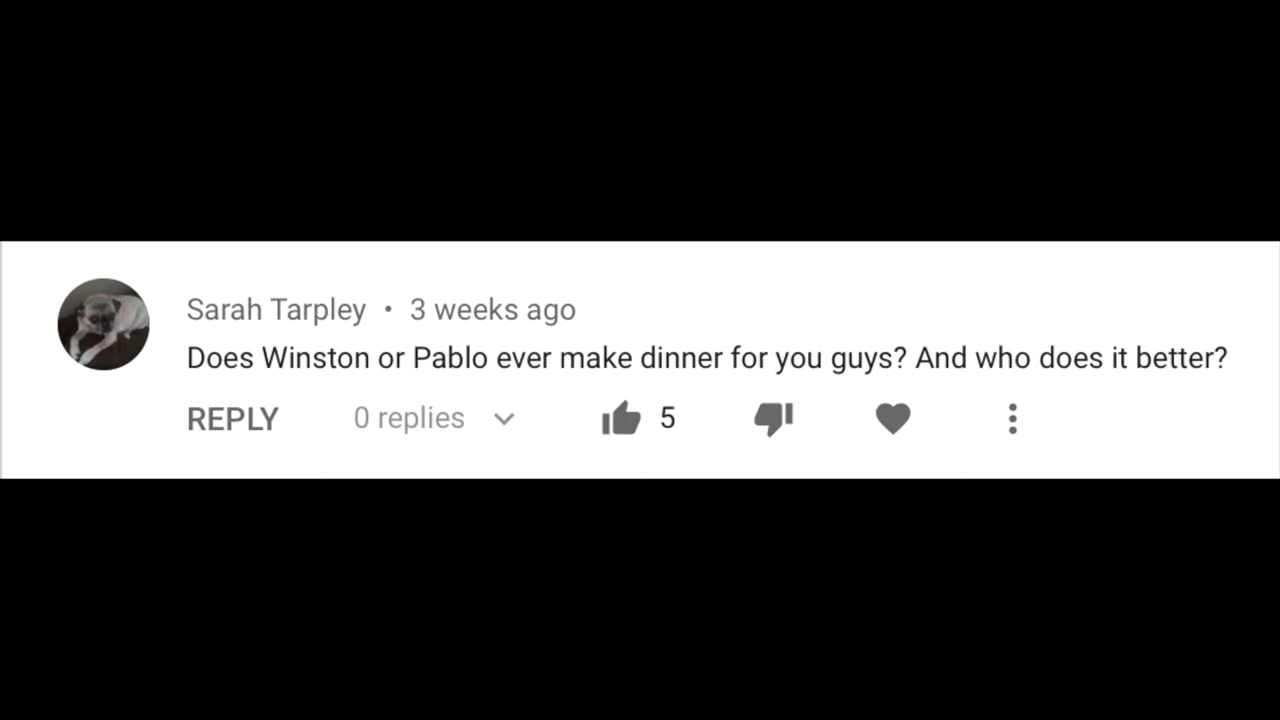 Sarah Tarpley • 3 weeks ago
Does Winston or Pablo ever make dinner for you guys? And who does it better?
REPLY 0 replies 5